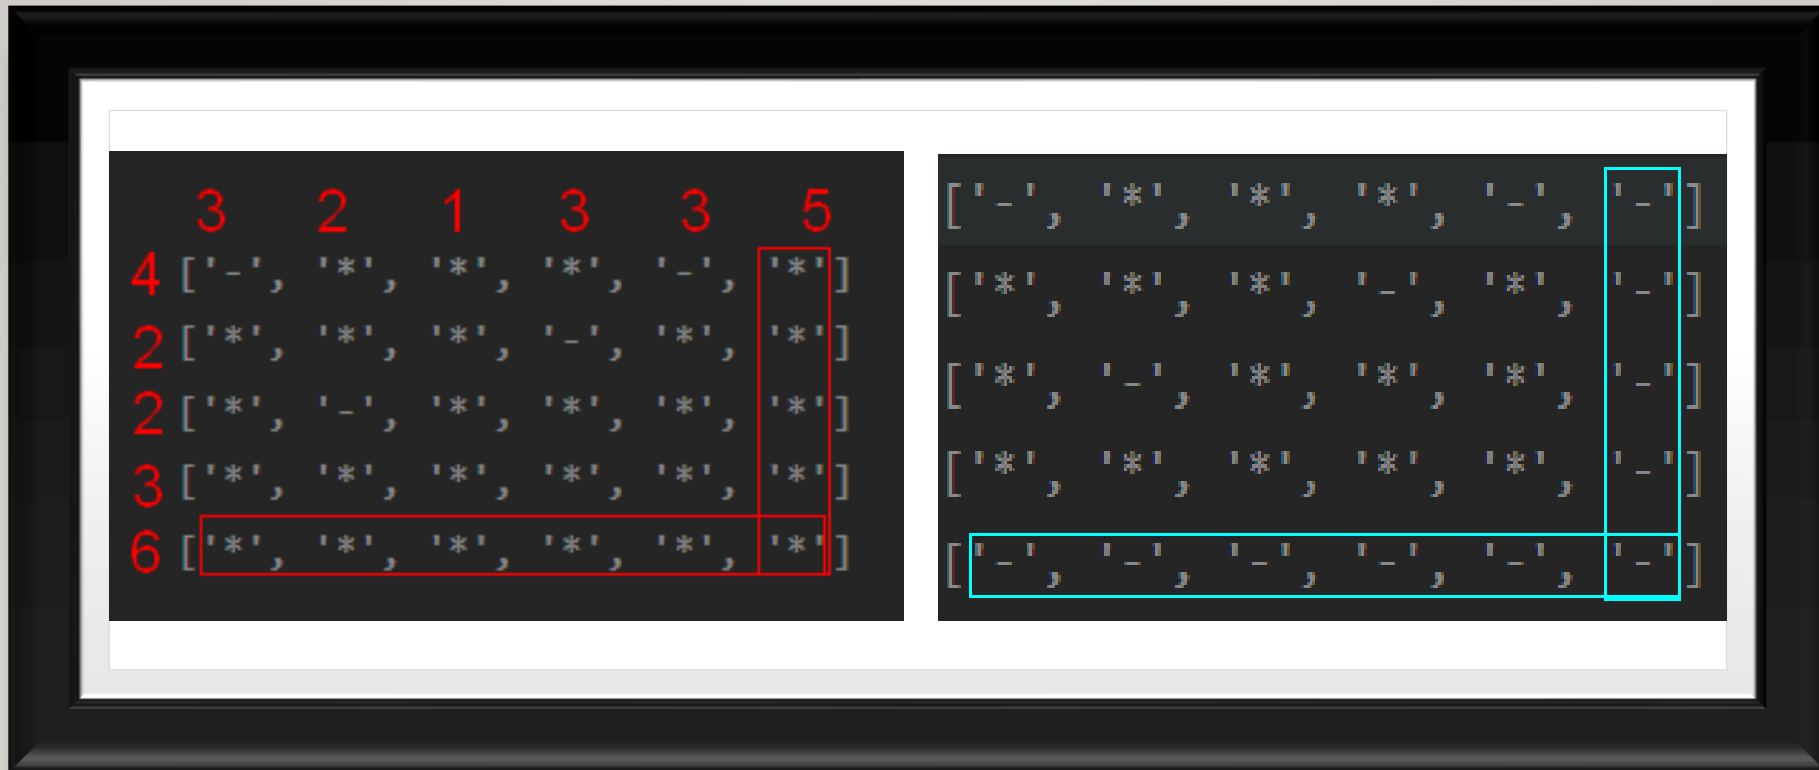 3 2 1 3 3 5
4 ['-', '*', '*', '*', '-', '*']
2 ['*', '*', '*', '-', '*', '*']
2 ['*', '-', '*', '*', '*', '*']
3 ['*', '*', '*', '*', '*', '*']
6 ['*', '*', '*', '*', '*', '*']
['-', '*', '*', '*', '-', '-']
['*', '*', '*', '-', '*', '-']
['*', '-', '*', '*', '*', '-']
['*', '*', '*', '*', '*', '-']
['-', '-', '-', '-', '-', '-']